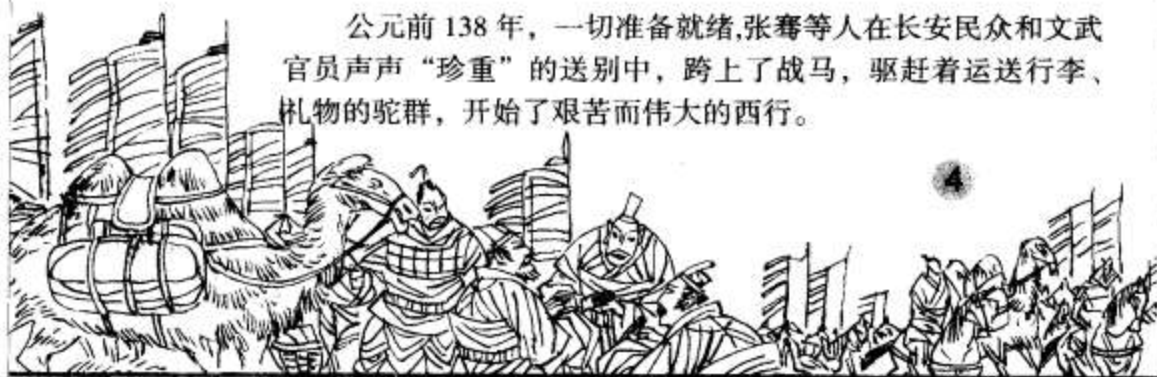 公元前 138 年，一切准备就绪,张骞等人在长安民众和文武
官员声声“珍重”的送别中，跨上了战马，驱赶着运送行李、
礼物的驼群，开始了艰苦而伟大的西行。
4